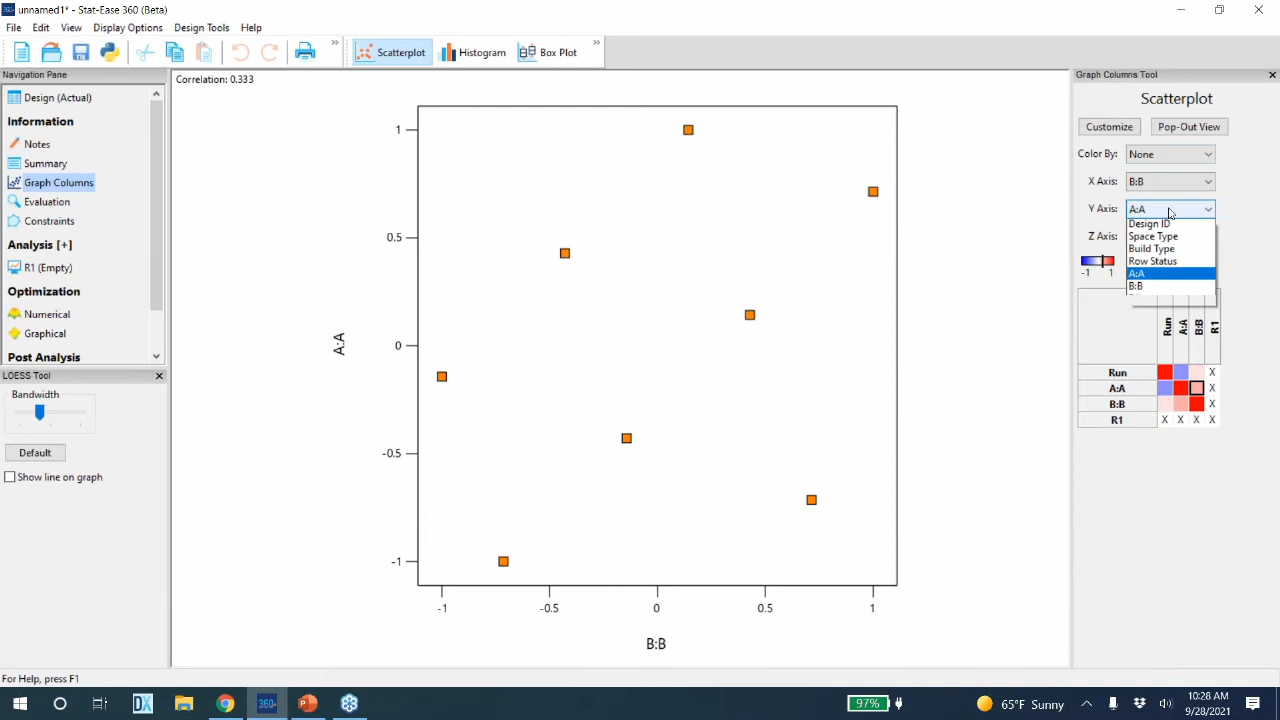 unnamed1* - Stat-Ease 360 (Beta)
File Edit View Display Options Design Tools Help
» Scatterplot Histogram Box Plot »
Navigation Pane
Design (Actual)
Information
Notes
Summary
Graph Columns
Evaluation
Constraints
Analysis [+]
R1 (Empty)
Optimization
Numerical
Graphical
Post Analysis
LOESS Tool
Bandwidth
Default
Show line on graph
Correlation: 0.333
1
0.5
0
-0.5
-1
A:A
-1 -0.5 0 0.5 1
B:B
Graph Columns Tool
Scatterplot
Customize Pop-Out View
Color By: None
X Axis: B:B
Y Axis: A:A
Z Axis:
Design ID
Space Type
Build Type
Row Status
A:A
B:B
-1 1
Run A:A B:B R1
Run X
A:A X
B:B X
R1 X X X X
For Help, press F1
DX 360 P 97% 65°F Sunny 10:28 AM
9/28/2021